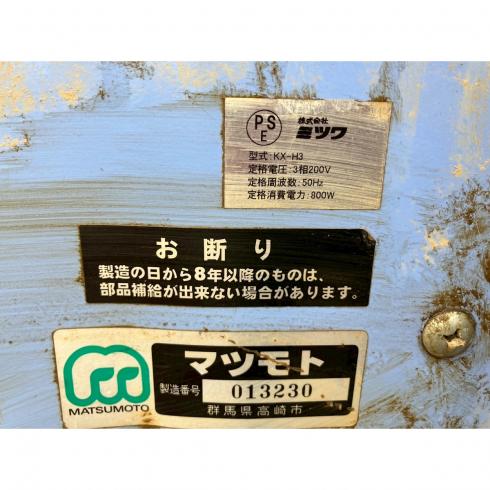 PS
E
株式会社
ミツワ
型式:KX-H3
定格電圧:3相200V
定格周波数:50Hz
定格消費電力:800W
お断り
製造の日から8年以降のものは、
部品補給が出来ない場合があります。
マツモト
製造番号 013230
MATSUMOTO
群馬県高崎市